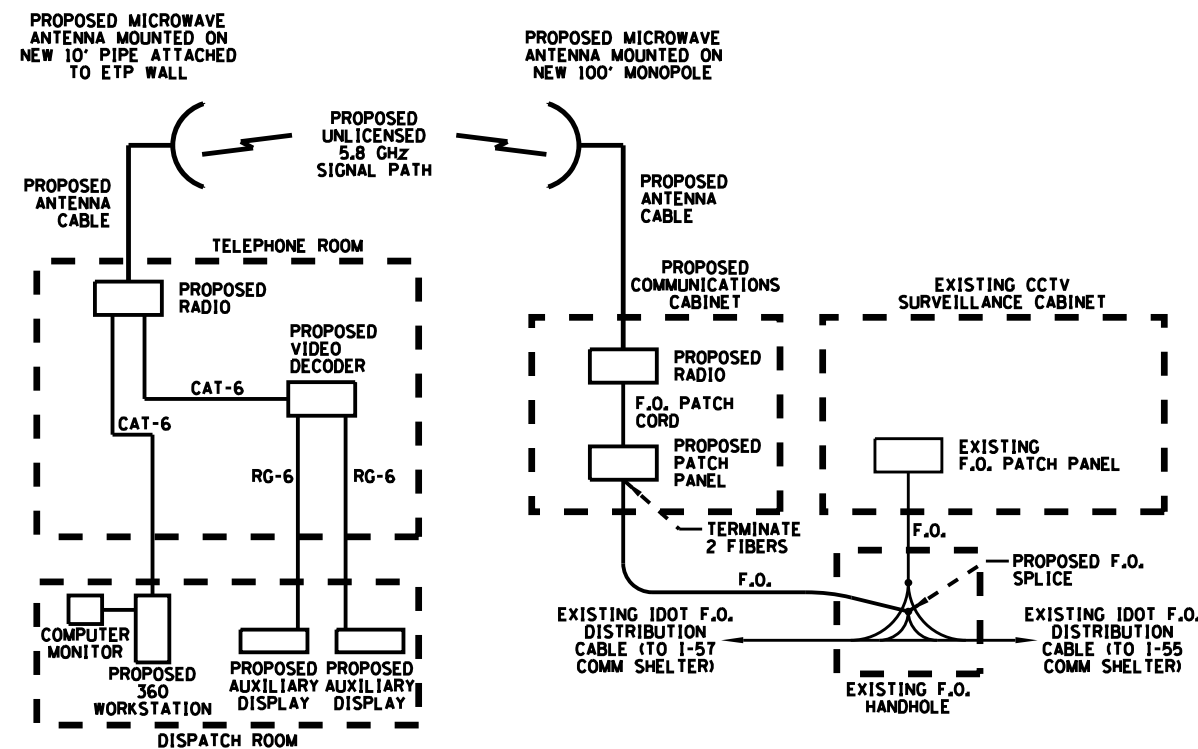 PROPOSED MICROWAVE
ANTENNA MOUNTED ON
NEW 10' PIPE ATTACHED
TO ETP WALL
PROPOSED MICROWAVE
ANTENNA MOUNTED ON
NEW 100' MONOPOLE
PROPOSED
UNLICENSED
5.8 GHz
SIGNAL PATH
PROPOSED
ANTENNA
CABLE
PROPOSED
ANTENNA
CABLE
TELEPHONE ROOM
PROPOSED
RADIO
PROPOSED
VIDEO
DECODER
CAT-6
CAT-6
RG-6
RG-6
PROPOSED
COMMUNICATIONS
CABINET
PROPOSED
RADIO
F.O. PATCH
CORD
PROPOSED
PATCH
PANEL
TERMINATE
2 FIBERS
EXISTING CCTV
SURVEILLANCE CABINET
EXISTING
F.O. PATCH PANEL
F.O.
PROPOSED F.O.
SPLICE
F.O.
EXISTING IDOT F.O.
DISTRIBUTION
CABLE (TO I-57
COMM SHELTER)
EXISTING IDOT F.O.
DISTRIBUTION
CABLE (TO I-55
COMM SHELTER)
EXISTING F.O.
HANDHOLE
COMPUTER
MONITOR
PROPOSED
360
WORKSTATION
PROPOSED
AUXILIARY
DISPLAY
PROPOSED
AUXILIARY
DISPLAY
DISPATCH ROOM